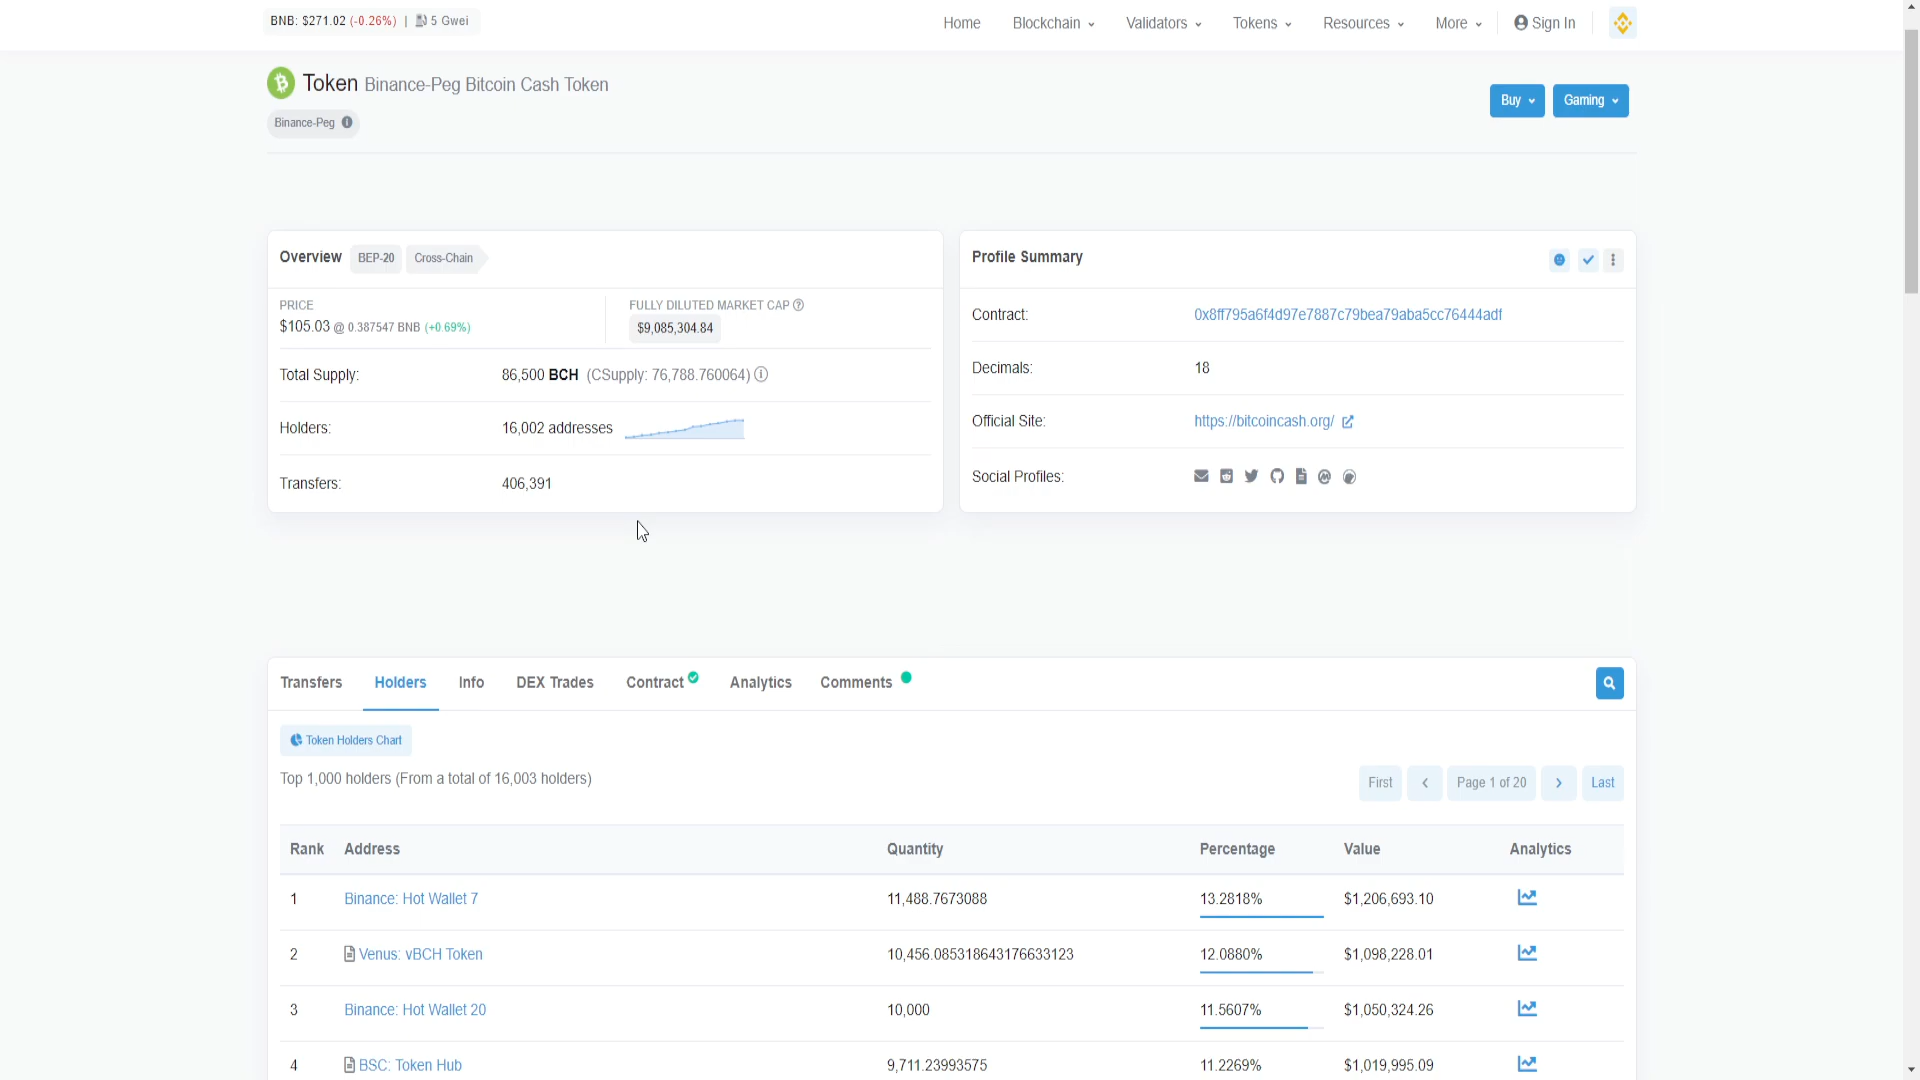 BNB: $271.02 (-0.26%) | 5 Gwei
Home Blockchain Validators Tokens Resources More Sign In
Token Binance-Peg Bitcoin Cash Token
Binance-Peg
Buy Gaming
Overview BEP-20 Cross-Chain
PRICE
$105.03 @ 0.387547 BNB (+0.69%)
FULLY DILUTED MARKET CAP
$9,085,304.84
Total Supply: 86,500 BCH (CSupply: 76,788.760064)
Holders: 16,002 addresses
Transfers: 406,391
Profile Summary
Contract: 0x8ff795a6f4d97e7887c79bea79aba5cc76444adf
Decimals: 18
Official Site: https://bitcoincash.org/
Social Profiles:
Transfers Holders Info DEX Trades Contract Analytics Comments
Token Holders Chart
Top 1,000 holders (From a total of 16,003 holders)
First Page 1 of 20 Last
Rank Address Quantity Percentage Value Analytics
1 Binance: Hot Wallet 7 11,488.7673088 13.2818% $1,206,693.10
2 Venus: vBCH Token 10,456.085318643176633123 12.0880% $1,098,228.01
3 Binance: Hot Wallet 20 10,000 11.5607% $1,050,324.26
4 BSC: Token Hub 9,711.23993575 11.2269% $1,019,995.09